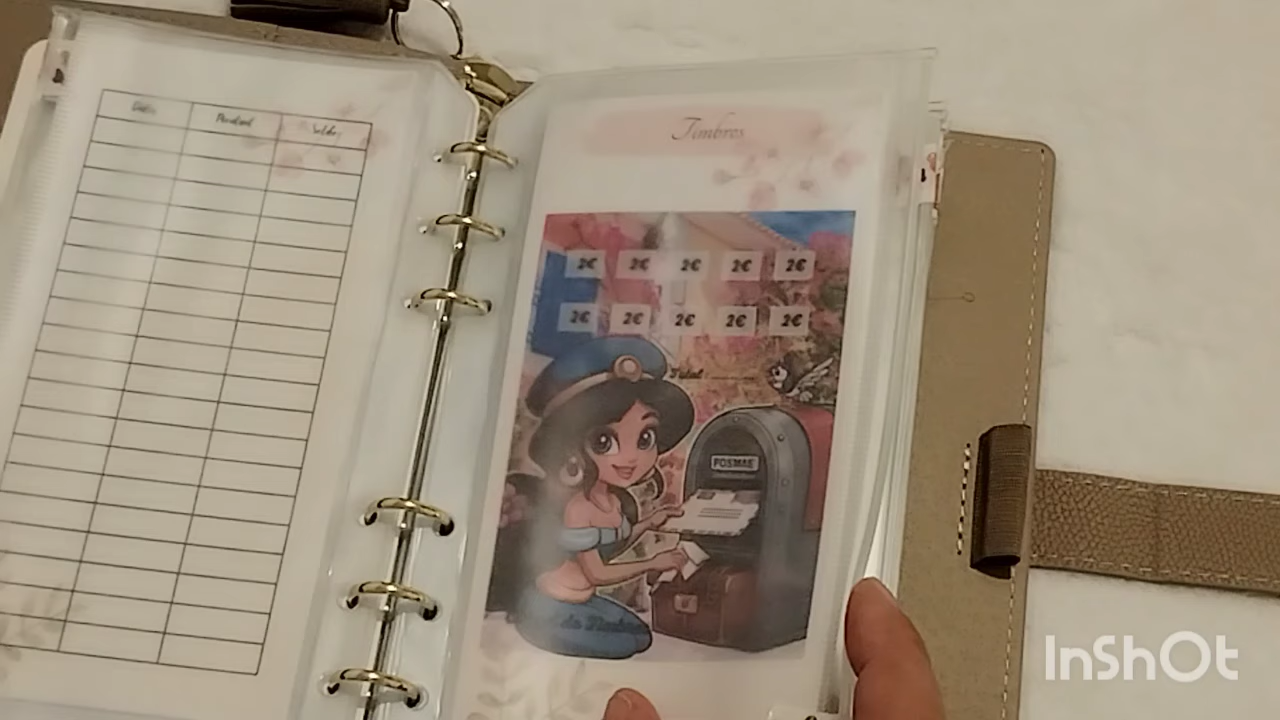 Date Montant Solde
Timbres
2€ 2€ 2€ 2€ 2€
2€ 2€ 2€ 2€ 2€
Total
POSMAE
InShOt